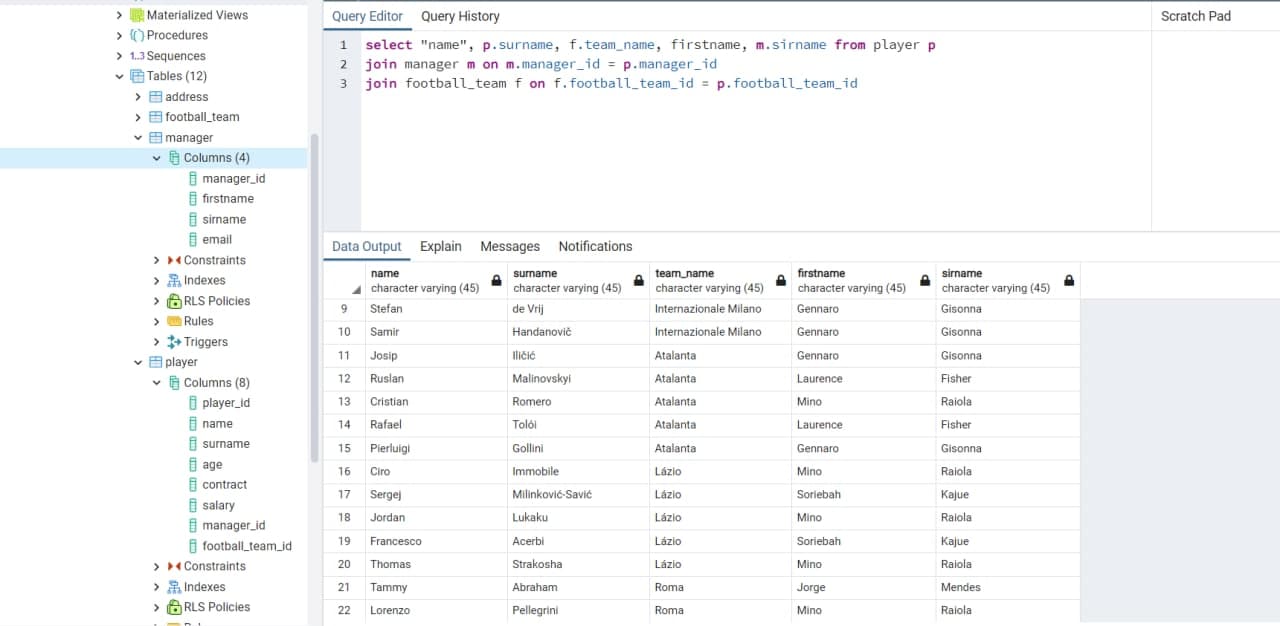 Materialized Views
Procedures
1..3 Sequences
Tables (12)
address
football_team
manager
Columns (4)
manager_id
firstname
sirname
email
Constraints
Indexes
RLS Policies
Rules
Triggers
player
Columns (8)
player_id
name
surname
age
contract
salary
manager_id
football_team_id
Constraints
Indexes
RLS Policies
Query Editor Query History
Scratch Pad
1 select "name", p.surname, f.team_name, firstname, m.sirname from player p
2 join manager m on m.manager_id = p.manager_id
3 join football_team f on f.football_team_id = p.football_team_id
Data Output Explain Messages Notifications
name surname team_name firstname sirname
character varying (45) character varying (45) character varying (45) character varying (45) character varying (45)
9 Stefan de Vrij Internazionale Milano Gennaro Gisonna
10 Samir Handanovič Internazionale Milano Gennaro Gisonna
11 Josip Iličić Atalanta Gennaro Gisonna
12 Ruslan Malinovskyi Atalanta Laurence Fisher
13 Cristian Romero Atalanta Mino Raiola
14 Rafael Tolói Atalanta Laurence Fisher
15 Pierluigi Gollini Atalanta Gennaro Gisonna
16 Ciro Immobile Lázio Mino Raiola
17 Sergej Milinković-Savić Lázio Soriebah Kajue
18 Jordan Lukaku Lázio Mino Raiola
19 Francesco Acerbi Lázio Soriebah Kajue
20 Thomas Strakosha Lázio Mino Raiola
21 Tammy Abraham Roma Jorge Mendes
22 Lorenzo Pellegrini Roma Mino Raiola